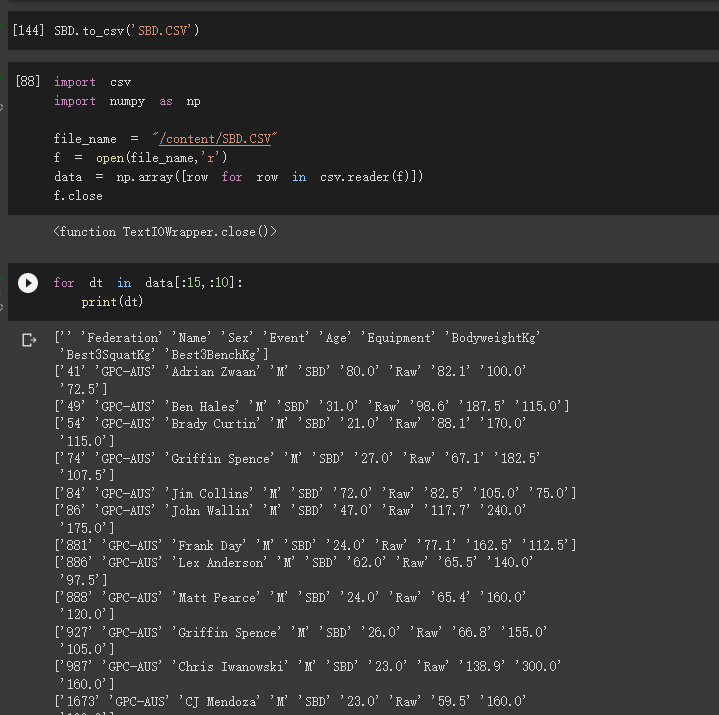 [144] SBD.to_csv('SBD.CSV')
[88] import csv
import numpy as np
file_name = "/content/SBD.CSV"
f = open(file_name,'r')
data = np.array([row for row in csv.reader(f)])
f.close
<function TextIOWrapper.close()>
for dt in data[:15,:10]:
print(dt)
['' 'Federation' 'Name' 'Sex' 'Event' 'Age' 'Equipment' 'BodyweightKg'
'Best3SquatKg' 'Best3BenchKg']
['41' 'GPC-AUS' 'Adrian Zwaan' 'M' 'SBD' '80.0' 'Raw' '82.1' '100.0'
'72.5']
['49' 'GPC-AUS' 'Ben Hales' 'M' 'SBD' '31.0' 'Raw' '98.6' '187.5' '115.0']
['54' 'GPC-AUS' 'Brady Curtin' 'M' 'SBD' '21.0' 'Raw' '88.1' '170.0'
'115.0']
['74' 'GPC-AUS' 'Griffin Spence' 'M' 'SBD' '27.0' 'Raw' '67.1' '182.5'
'107.5']
['84' 'GPC-AUS' 'Jim Collins' 'M' 'SBD' '72.0' 'Raw' '82.5' '105.0' '75.0']
['86' 'GPC-AUS' 'John Wallin' 'M' 'SBD' '47.0' 'Raw' '117.7' '240.0'
'175.0']
['881' 'GPC-AUS' 'Frank Day' 'M' 'SBD' '24.0' 'Raw' '77.1' '162.5' '112.5']
['886' 'GPC-AUS' 'Lex Anderson' 'M' 'SBD' '62.0' 'Raw' '65.5' '140.0'
'97.5']
['888' 'GPC-AUS' 'Matt Pearce' 'M' 'SBD' '24.0' 'Raw' '65.4' '160.0'
'120.0']
['927' 'GPC-AUS' 'Griffin Spence' 'M' 'SBD' '26.0' 'Raw' '66.8' '155.0'
'105.0']
['987' 'GPC-AUS' 'Chris Iwanowski' 'M' 'SBD' '23.0' 'Raw' '138.9' '300.0'
'160.0']
['1673' 'GPC-AUS' 'CJ Mendoza' 'M' 'SBD' '23.0' 'Raw' '59.5' '160.0'